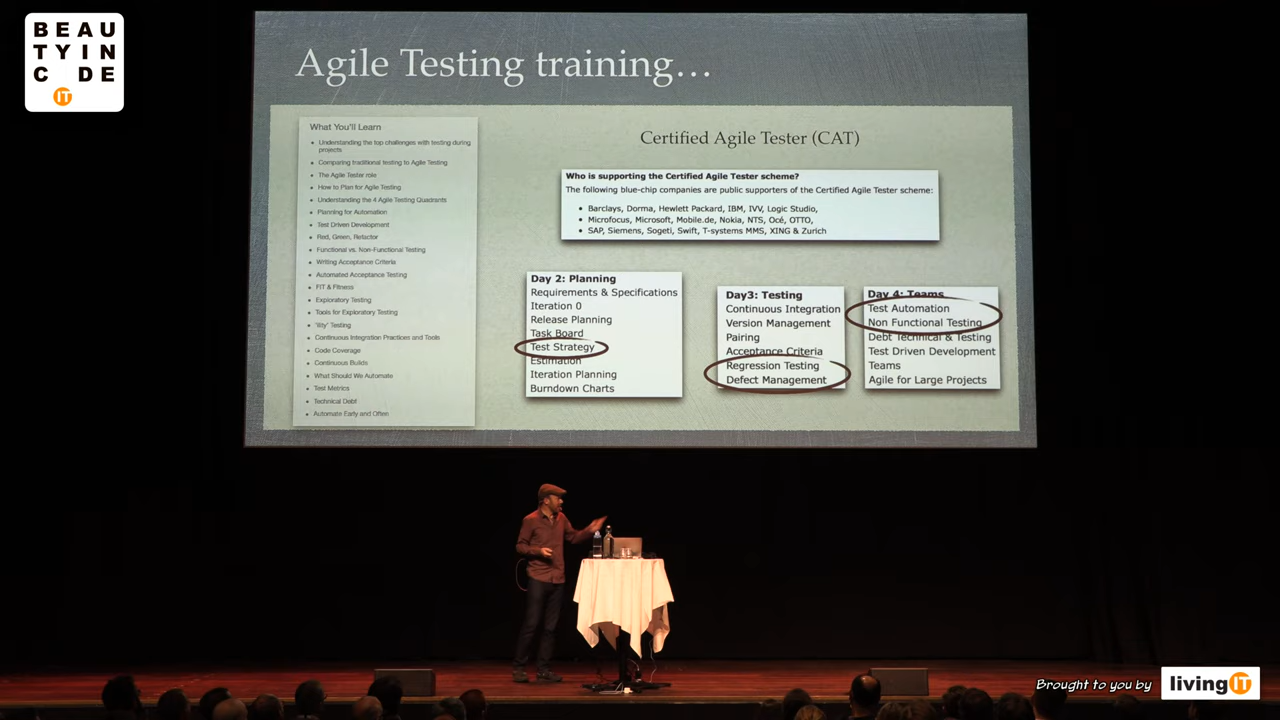 BEAU
TYIN
C DE
IT
Agile Testing training…
What You'll Learn
• Understanding the top challenges with testing during
projects
• Comparing traditional testing to Agile Testing
• The Agile Tester role
• How to Plan for Agile Testing
• Understanding the 4 Agile Testing Quadrants
• Planning for Automation
• Test Driven Development
• Red, Green, Refactor
• Functional vs. Non-Functional Testing
• Writing Acceptance Criteria
• Automated Acceptance Testing
• FIT & Fitness
• Exploratory Testing
• Tools for Exploratory Testing
• "ility" Testing
• Continuous Integration Practices and Tools
• Code Coverage
• Continuous Builds
• What Should We Automate
• Test Metrics
• Technical Debt
• Automate Early and Often
Certified Agile Tester (CAT)
Who is supporting the Certified Agile Tester scheme?
The following blue-chip companies are public supporters of the Certified Agile Tester scheme:
• Barclays, Dorma, Hewlett Packard, IBM, IVV, Logic Studio,
• Microfocus, Microsoft, Mobile.de, Nokia, NTS, Océ, OTTO,
• SAP, Siemens, Sogeti, Swift, T-systems MMS, XING & Zurich
Day 2: Planning
Requirements & Specifications
Iteration 0
Release Planning
Task Board
Test Strategy
Estimation
Iteration Planning
Burndown Charts
Day3: Testing
Continuous Integration
Version Management
Pairing
Acceptance Criteria
Regression Testing
Defect Management
Day 4: Teams
Test Automation
Non Functional Testing
Debt Technical & Testing
Test Driven Development
Teams
Agile for Large Projects
Brought to you by
livingIT